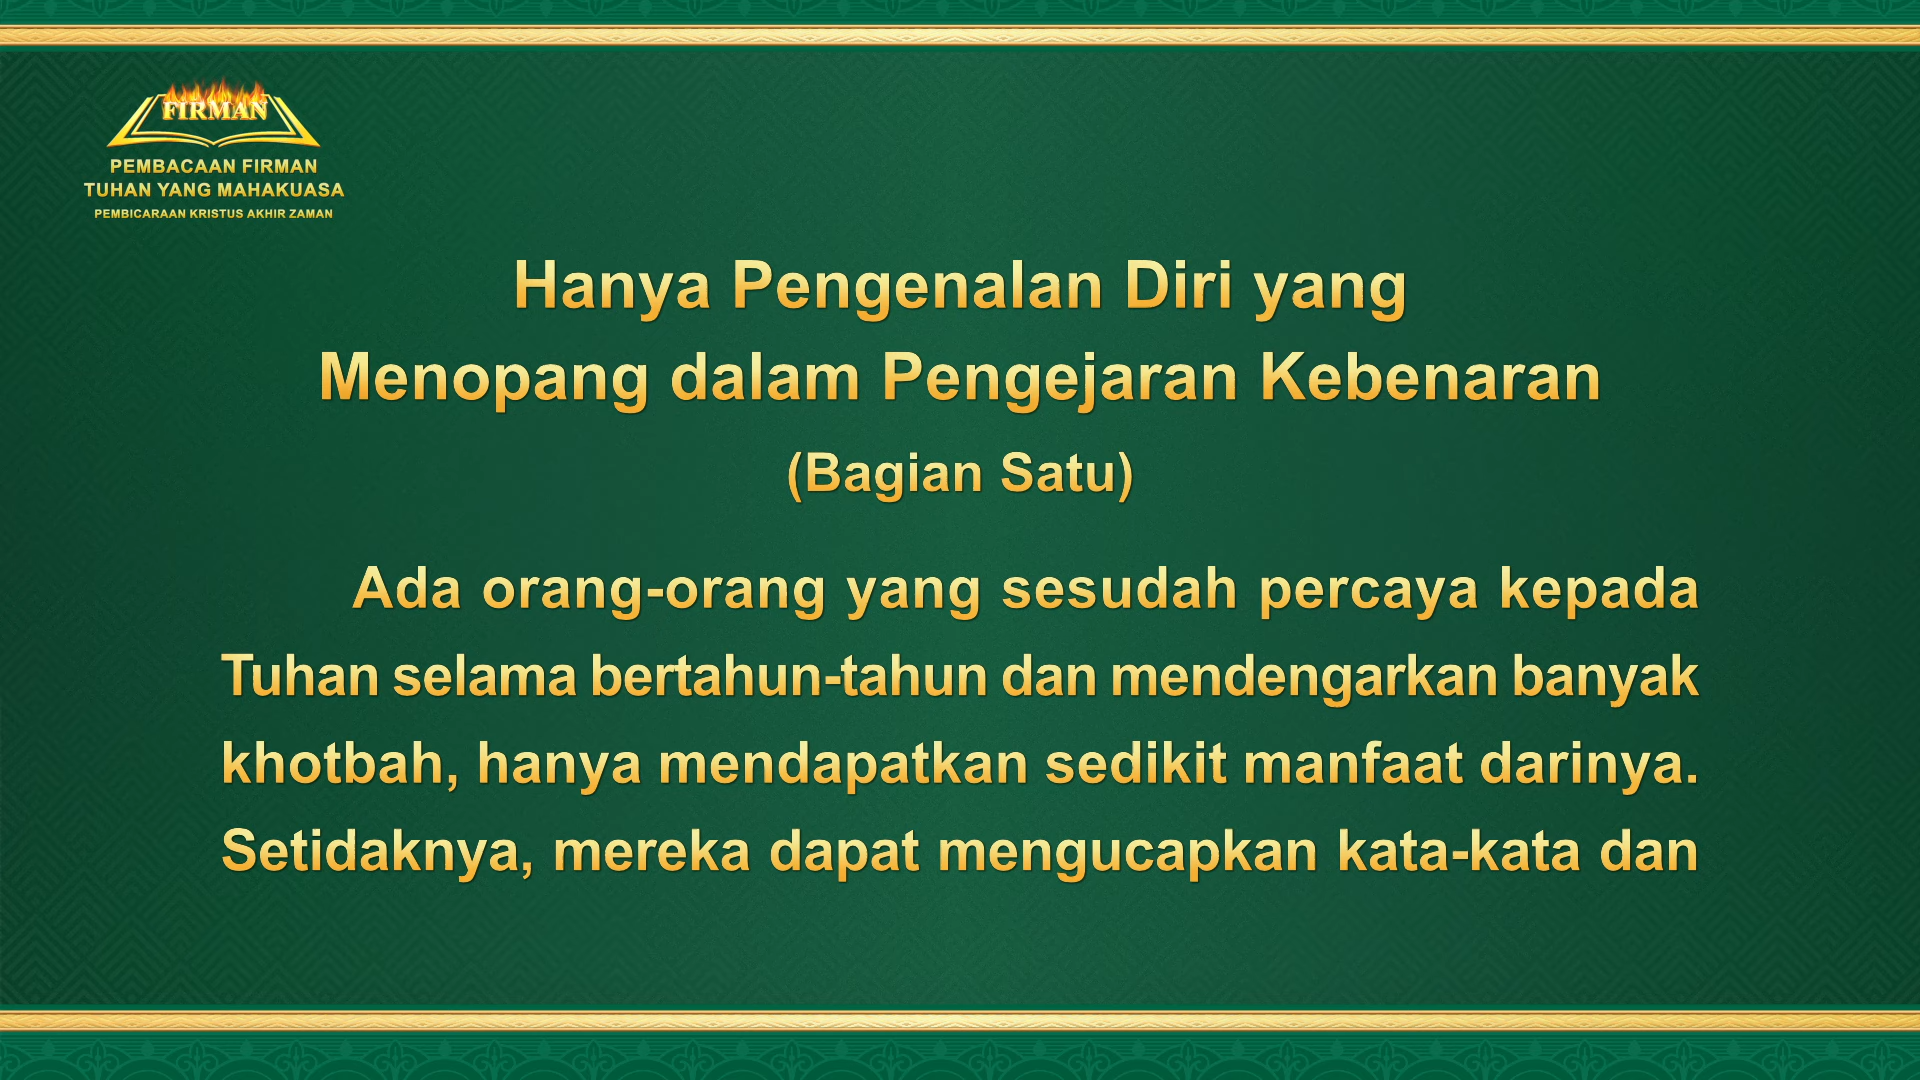 FIRMAN
PEMBACAAN FIRMAN
TUHAN YANG MAHAKUASA
PEMBICARAAN KRISTUS AKHIR ZAMAN
Hanya Pengenalan Diri yang
Menopang dalam Pengejaran Kebenaran
(Bagian Satu)
Ada orang-orang yang sesudah percaya kepada
Tuhan selama bertahun-tahun dan mendengarkan banyak
khotbah, hanya mendapatkan sedikit manfaat darinya.
Setidaknya, mereka dapat mengucapkan kata-kata dan